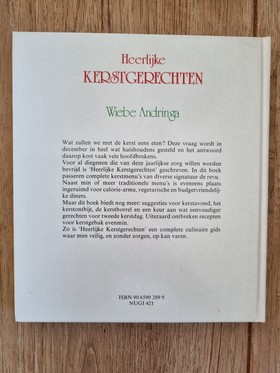 Heerlijke
KERSTGERECHTEN
Wiebe Andringa
Wat zullen we met de kerst eens eten? Deze vraag wordt in
december in heel wat huishoudens gesteld en het antwoord
daarop kost vaak vele hoofdbrekens.
Voor al diegenen die van deze jaarlijkse zorg willen worden
bevrijd is 'Heerlijke Kerstgerechten' geschreven. In dit boek
passeren complete kerstmenu's van diverse signatuur de revu.
Naast min of meer traditionele menu's is eveneens plaats
ingeruimd voor calorie-arme, vegetarische en budgetvriendelij-
ke diners.
Maar dit boek biedt nog meer: suggesties voor kerstavond, het
kerstontbijt, de kerstborrel en een keur aan wat eenvoudiger
gerechten voor tweede kerstdag. Uiteraard ontbreken recepten
voor kerstgebak evenmin.
Zo is 'Heerlijke Kerstgerechten' een complete culinaire gids
waar men veilig, en zonder zorgen, op kan varen.
ISBN 90 6590 289 9
NUGI 421